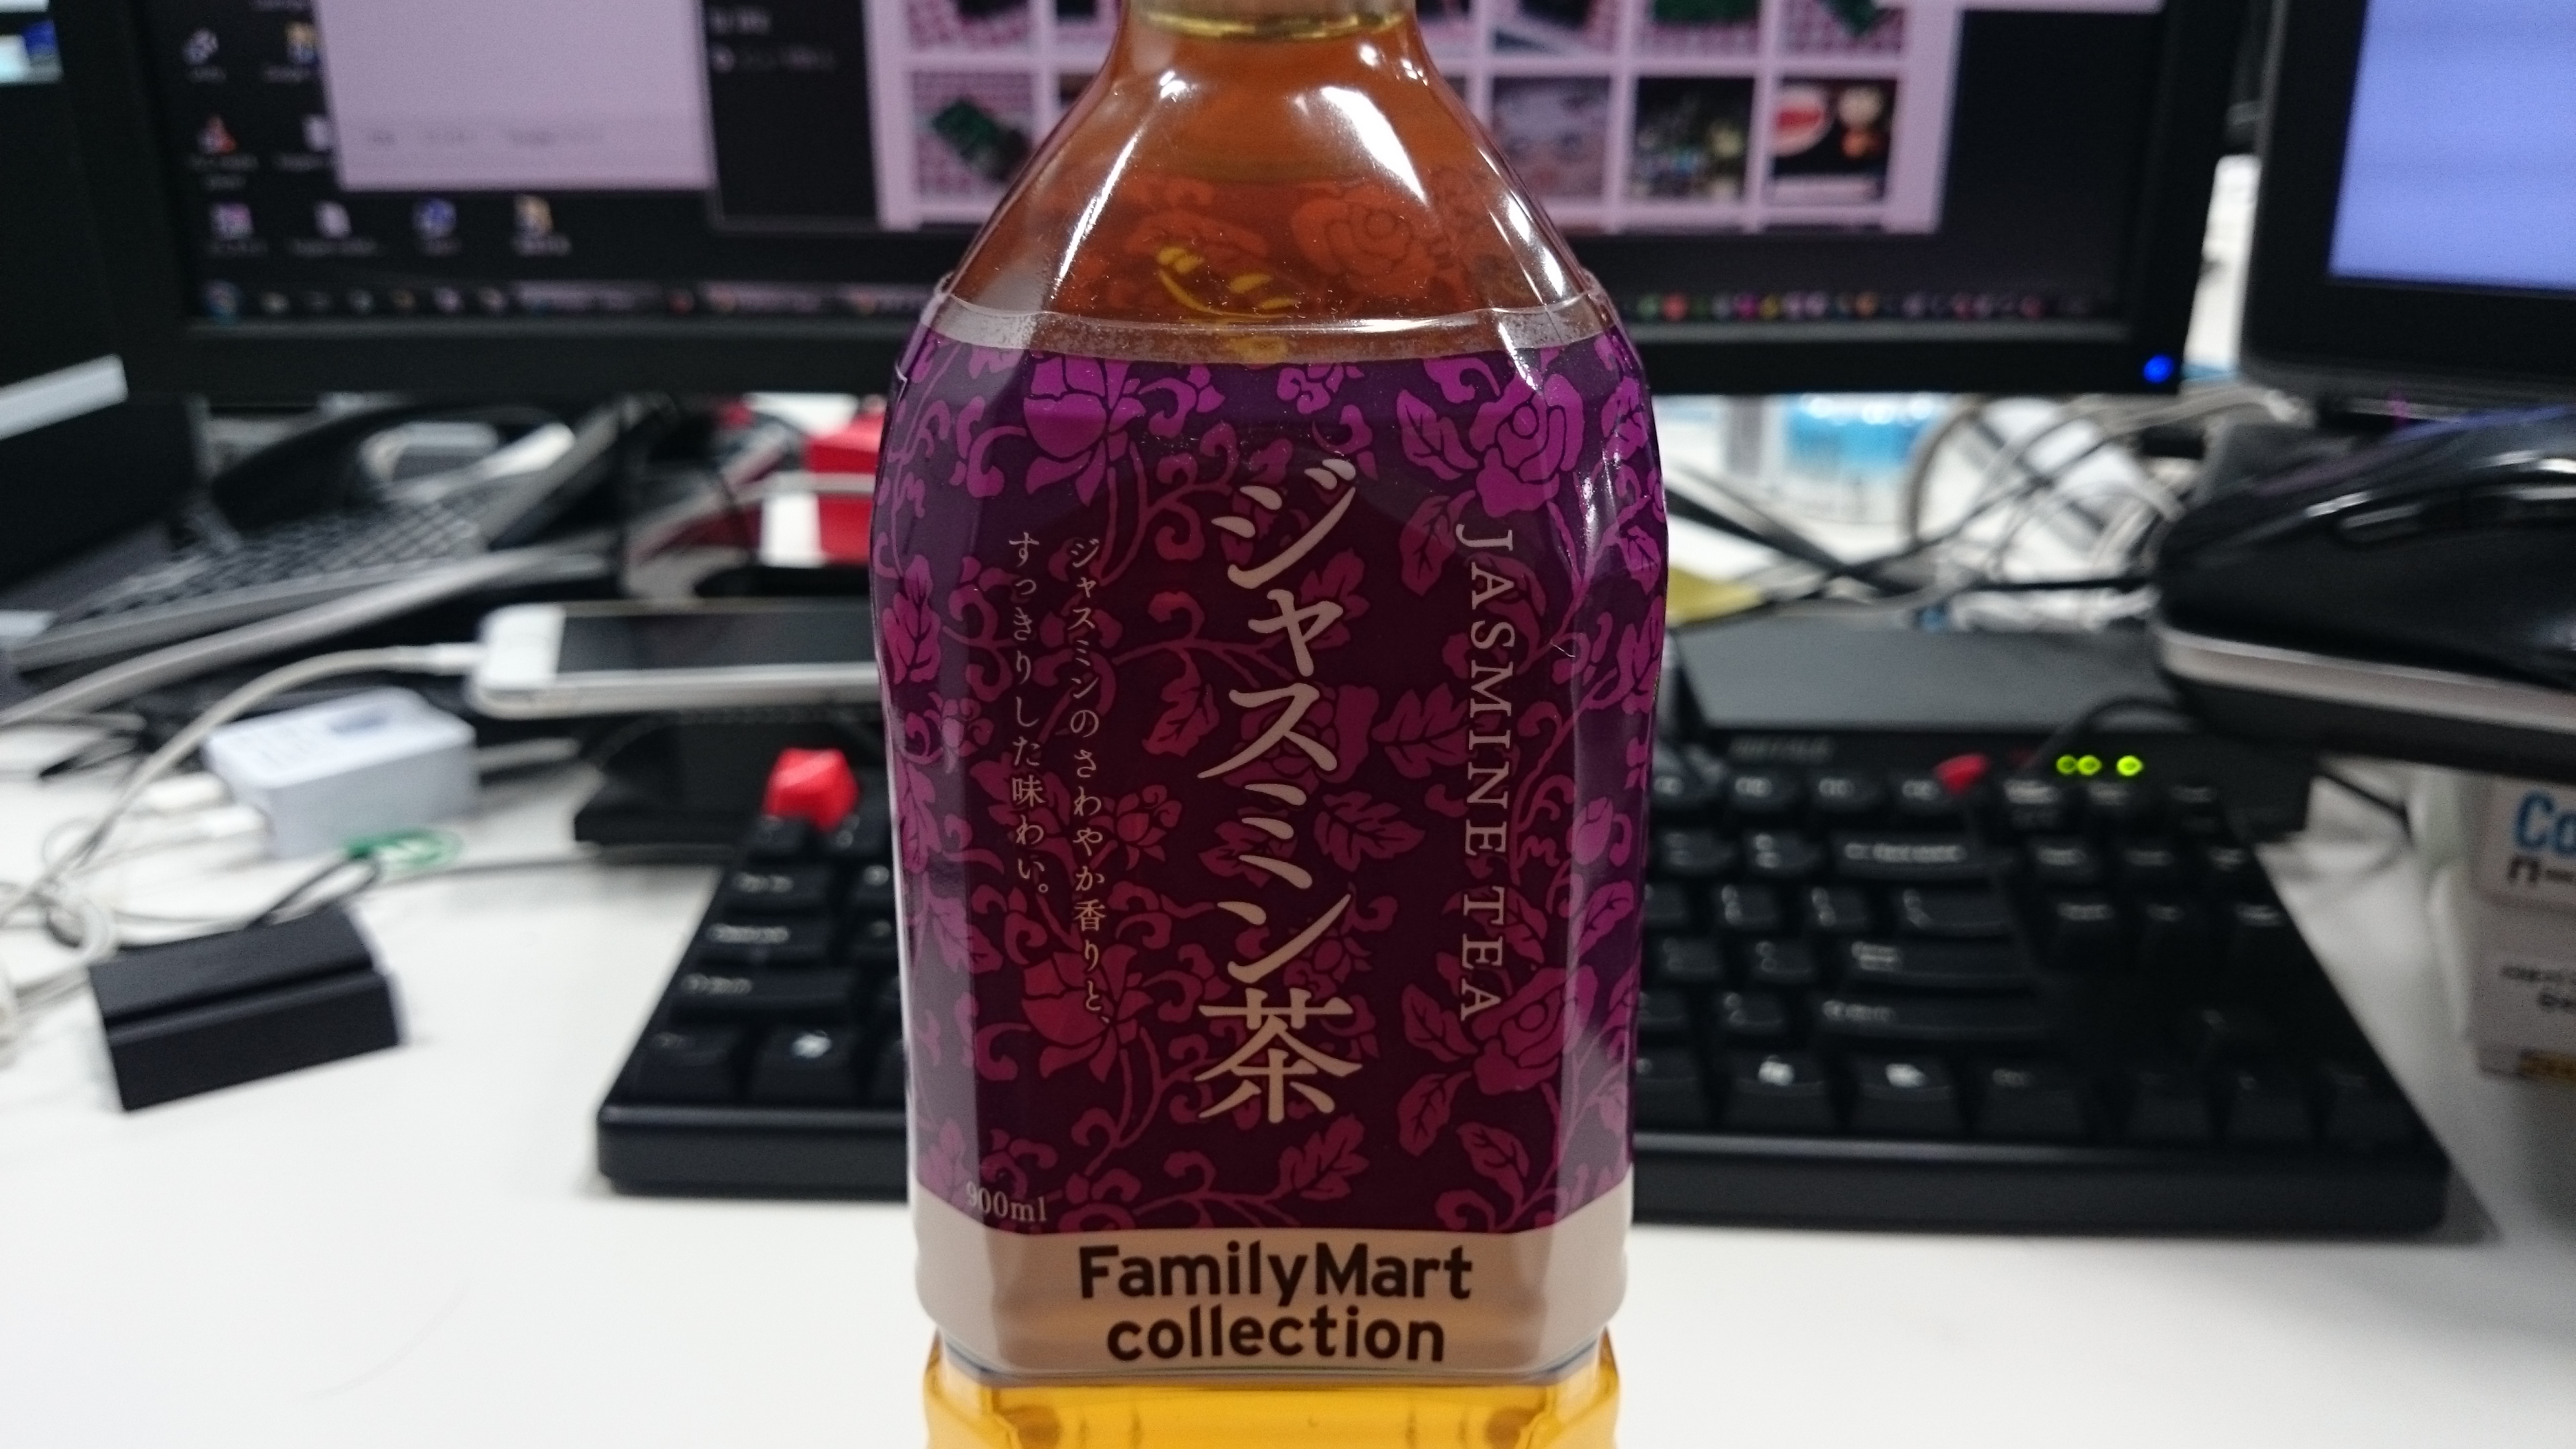 JASMINE TEA
ジャスミン茶
ジャスミンのさわやか香りと、
すっきりした味わい。
900ml
FamilyMart
collection